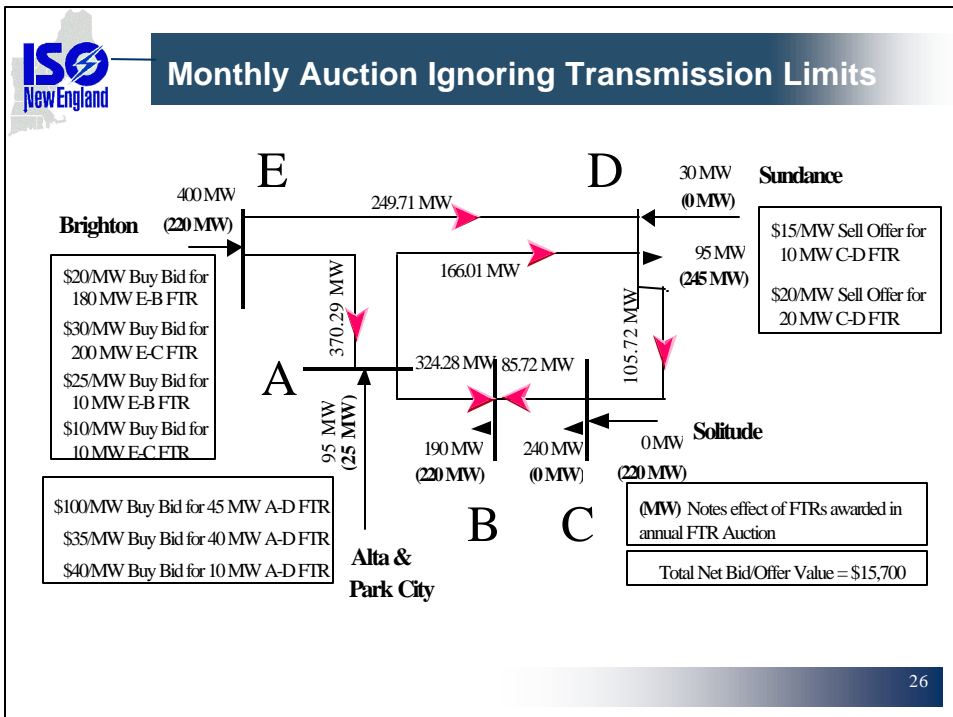 ISO
New England
Monthly Auction Ignoring Transmission Limits
E
D
400 MW
(220 MW)
Brighton
249.71 MW
30 MW
(0 MW)
Sundance
95 MW
(245 MW)
166.01 MW
$15/MW Sell Offer for
10 MW C-D FTR
$20/MW Sell Offer for
20 MW C-D FTR
$20/MW Buy Bid for
180 MW E-B FTR
$30/MW Buy Bid for
200 MW E-C FTR
$25/MW Buy Bid for
10 MW E-B FTR
$10/MW Buy Bid for
10 MW E-C FTR
370.29 MW
105.72 MW
A
324.28 MW
85.72 MW
95 MW
(25 MW)
190 MW
(220 MW)
240 MW
(0 MW)
0 MW
(220 MW)
Solitude
B
C
$100/MW Buy Bid for 45 MW A-D FTR
$35/MW Buy Bid for 40 MW A-D FTR
$40/MW Buy Bid for 10 MW A-D FTR
Alta &
Park City
(MW) Notes effect of FTRs awarded in
annual FTR Auction
Total Net Bid/Offer Value = $15,700
26